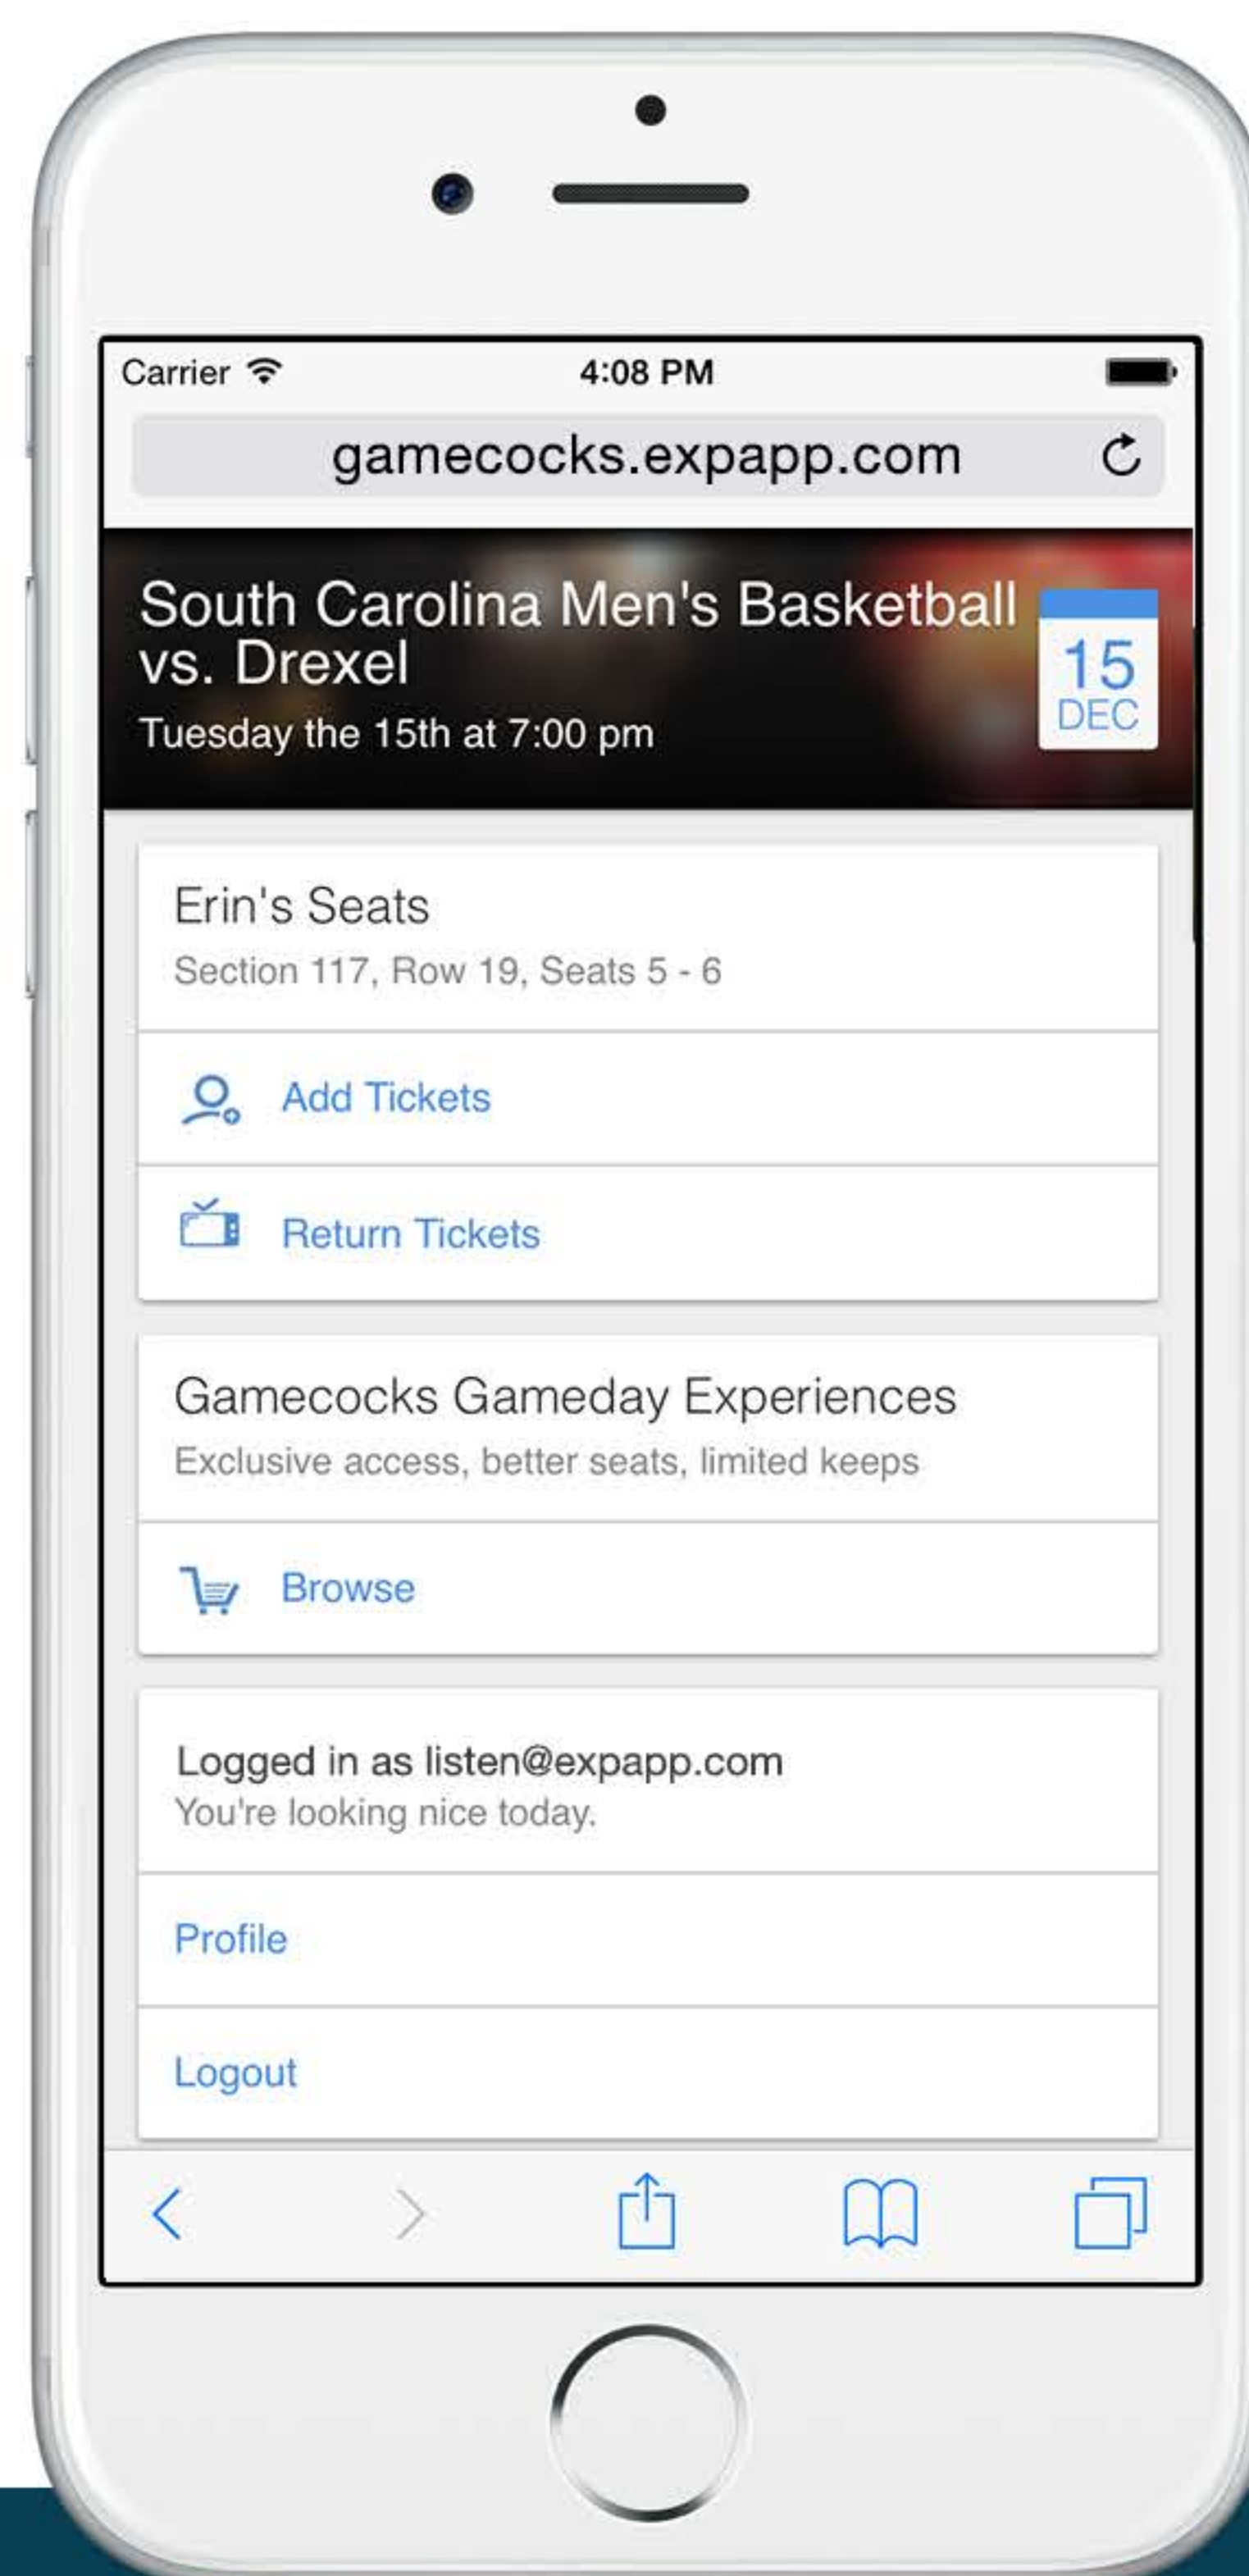 Carrier 4:08 PM
gamecocks.expapp.com
South Carolina Men's Basketball
vs. Drexel
Tuesday the 15th at 7:00 pm
15
DEC
Erin's Seats
Section 117, Row 19, Seats 5 - 6
Add Tickets
Return Tickets
Gamecocks Gameday Experiences
Exclusive access, better seats, limited keeps
Browse
Logged in as listen@expapp.com
You're looking nice today.
Profile
Logout